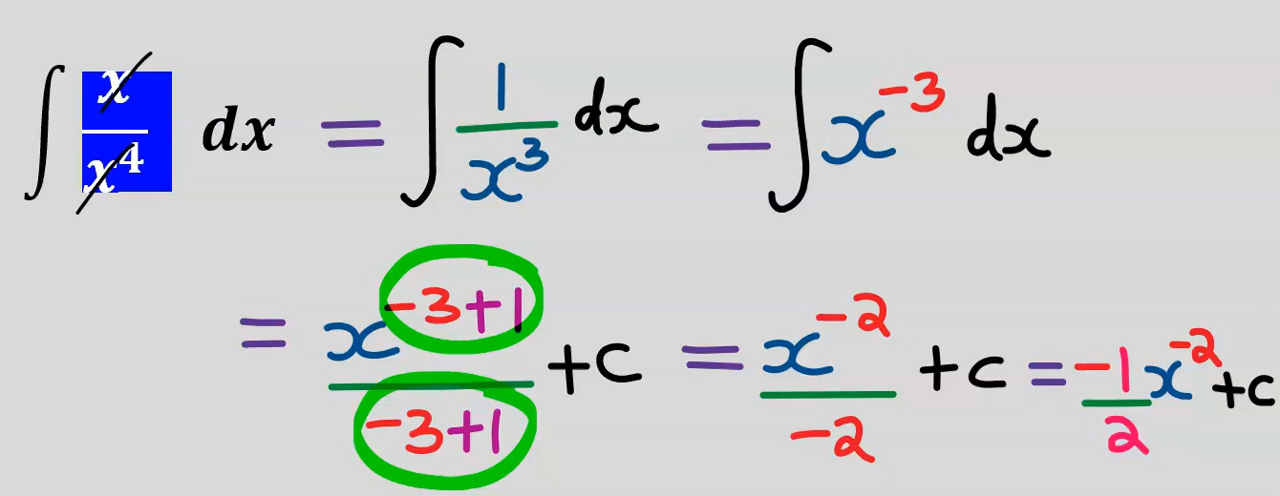 ∫ x/x⁴ dx = ∫ 1/x³ dx = ∫ x⁻³ dx
= x⁻³⁺¹/-3+1 + c = x⁻²/-2 + c = -1/2 x⁻² + c